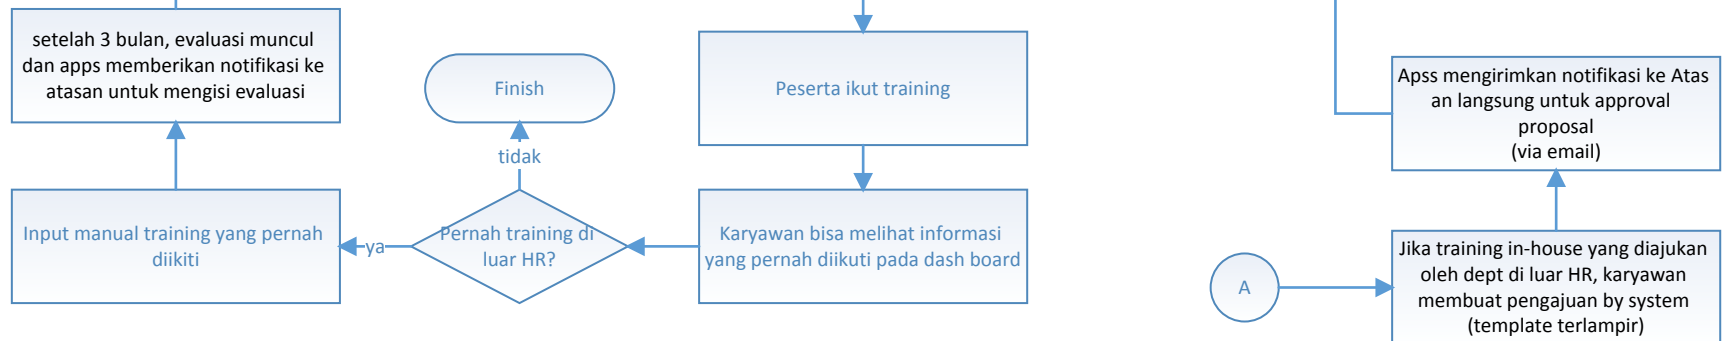 setelah 3 bulan, evaluasi muncul
dan apps memberikan notifikasi ke
atasan untuk mengisi evaluasi
Finish
Peserta ikut training
Apss mengirimkan notifikasi ke Atas
an langsung untuk approval
proposal
(via email)
tidak
Input manual training yang pernah
diikiti
ya
Pernah training di
luar HR?
Karyawan bisa melihat informasi
yang pernah diikuti pada dash board
A
Jika training in-house yang diajukan
oleh dept di luar HR, karyawan
membuat pengajuan by system
(template terlampir)